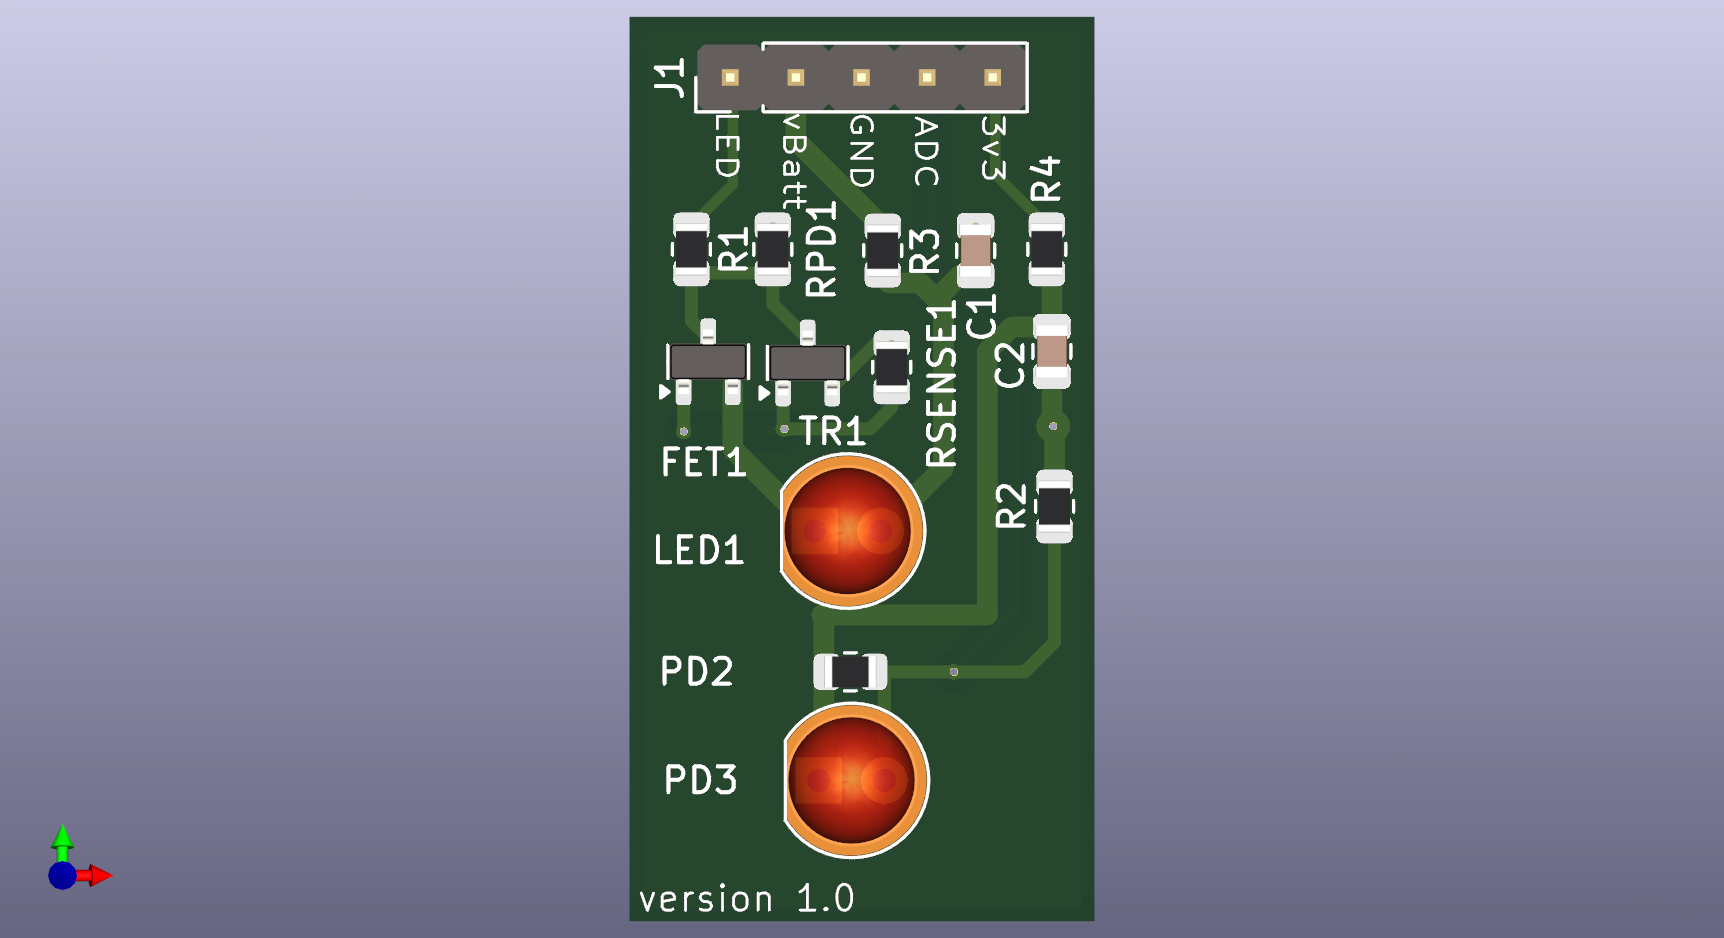 J1
LED
vBatt
GND
ADC
3v3
R4
R1
RPD1
R3
C1
RSENSE1
C2
TR1
FET1
R2
LED1
PD2
PD3
version 1.0